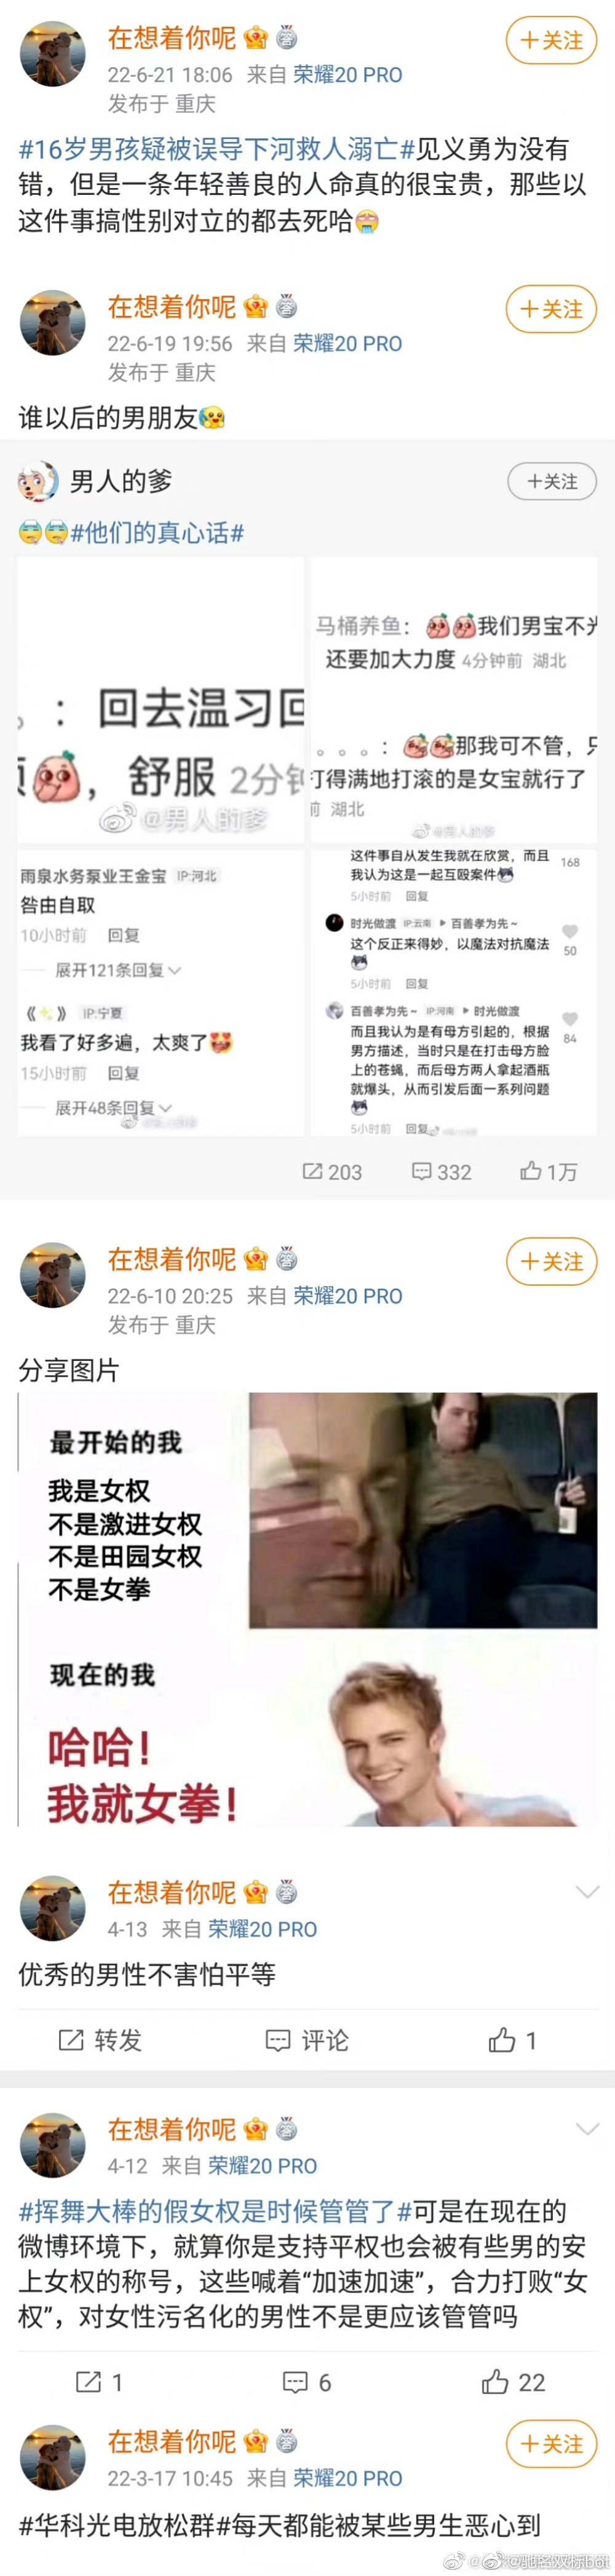 在想着你呢
+关注
22-6-21 18:06 来自 荣耀20 PRO
发布于 重庆
#16岁男孩疑被误导下河救人溺亡#见义勇为没有
错，但是一条年轻善良的人命真的很宝贵，那些以
这件事搞性别对立的都去死哈
在想着你呢
+关注
22-6-19 19:56 来自 荣耀20 PRO
发布于 重庆
谁以后的男朋友
男人的爹
+关注
#他们的真心话#
。：回去温习回
，舒服 2分钟
@男人的爹
马桶养鱼：我们男宝不光
还要加大力度 4分钟前 湖北
。。。：那我可不管，只
打得满地打滚的是女宝就行了
前 湖北
@男人的爹
雨泉水务泵业王金宝 IP:河北
咎由自取
10小时前 回复
展开121条回复
《✨》 IP:宁夏
我看了好多遍，太爽了
15小时前 回复
展开48条回复
这件事自从发生我就在欣赏，而且
我认为这是一起互殴案件
168
5小时前 回复
时光做渡 IP:云南 ▶ 百善孝为先~
这个反正来得妙，以魔法对抗魔法
50
5小时前 回复
百善孝为先~ IP:河南 ▶ 时光做渡
而且我认为是有母方引起的，根据
男方描述，当时只是在打击母方脸
上的苍蝇，而后母方两人拿起酒瓶
就爆头，从而引发后面一系列问题
84
5小时前 回复
203 332 1万
在想着你呢
+关注
22-6-10 20:25 来自 荣耀20 PRO
发布于 重庆
分享图片
最开始的我
我是女权
不是激进女权
不是田园女权
不是女拳
现在的我
哈哈！
我就女拳！
在想着你呢
4-13 来自 荣耀20 PRO
优秀的男性不害怕平等
转发 评论 1
在想着你呢
4-12 来自 荣耀20 PRO
#挥舞大棒的假女权是时候管管了#可是在现在的
微博环境下，就算你是支持平权也会被有些男的安
上女权的称号，这些喊着“加速加速”，合力打败“女
权”，对女性污名化的男性不是更应该管管吗
1 6 22
在想着你呢
+关注
22-3-17 10:45 来自 荣耀20 PRO
#华科光电放松群#每天都能被某些男生恶心到
@驰名双标bot